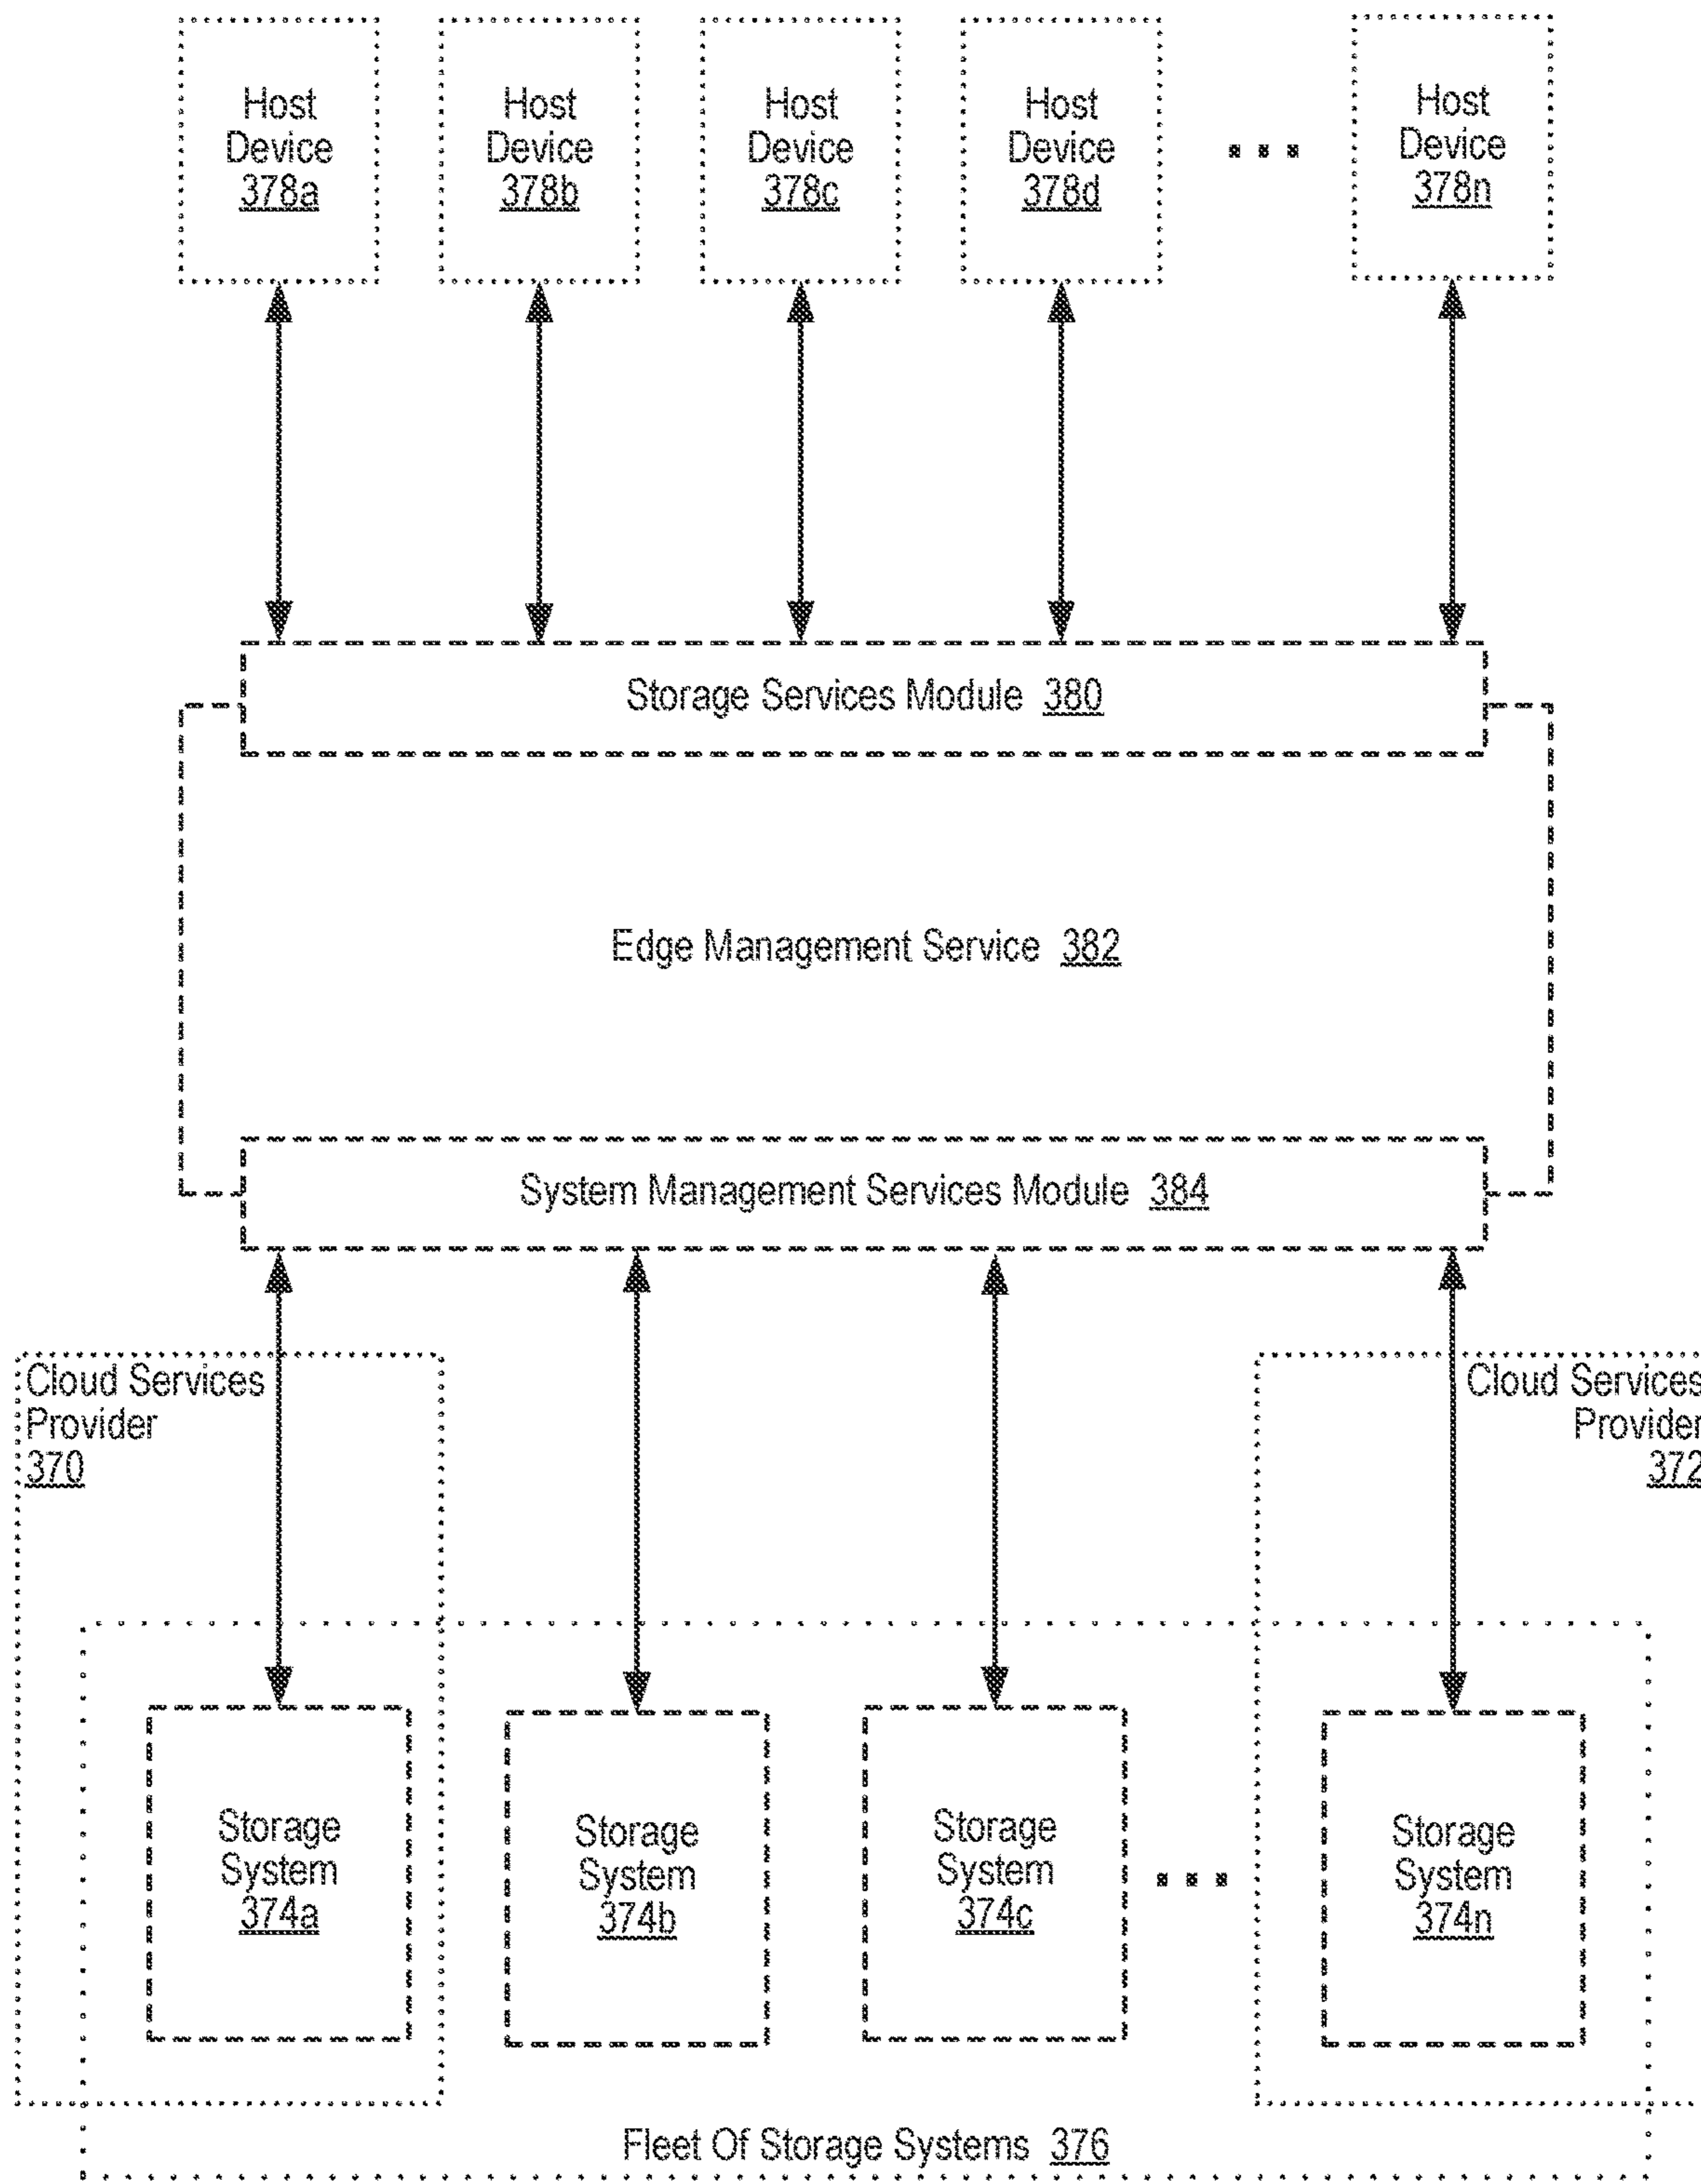 Host
Device
378a
Host
Device
378b
Host
Device
378c
Host
Device
378d
...
Host
Device
378n
Storage Services Module 380
Edge Management Service 382
System Management Services Module 384
Cloud Services
Provider
370
Cloud Services
Provider
372
Storage
System
374a
Storage
System
374b
Storage
System
374c
...
Storage
System
374n
Fleet Of Storage Systems 376